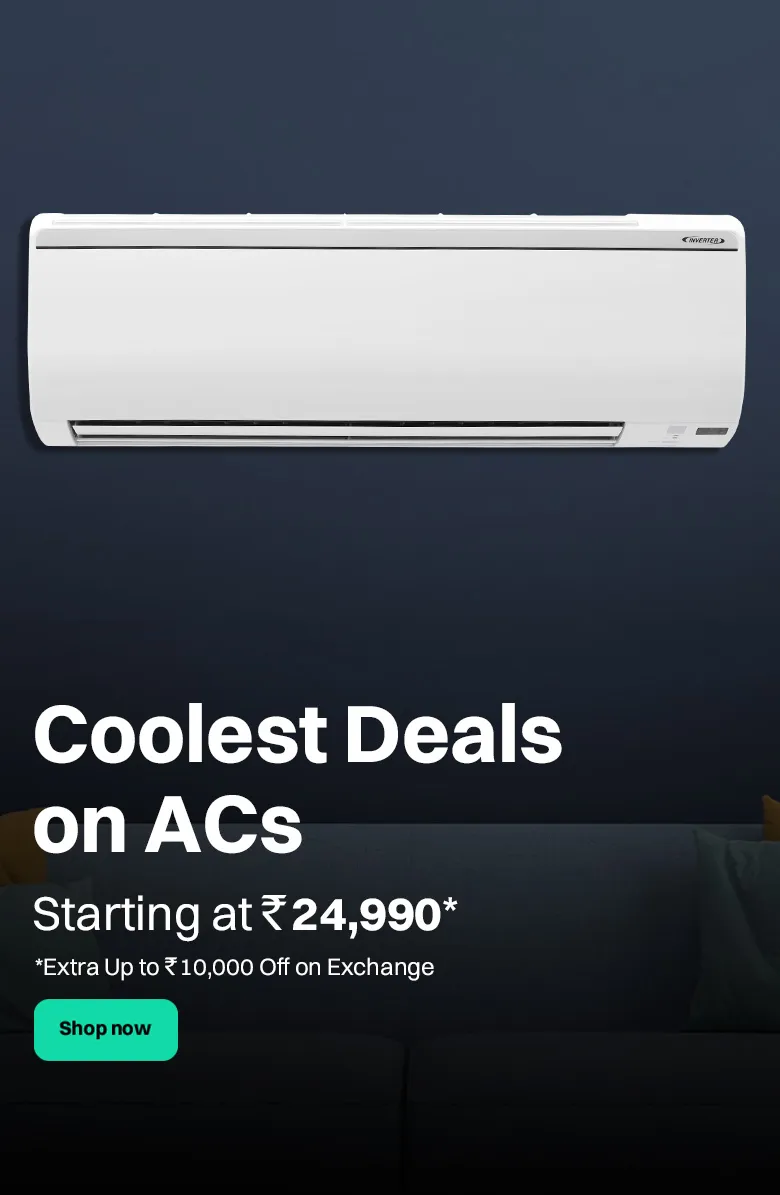 INVERTER
Coolest Deals
on ACs
Starting at ₹24,990*
*Extra Up to ₹10,000 Off on Exchange
Shop now